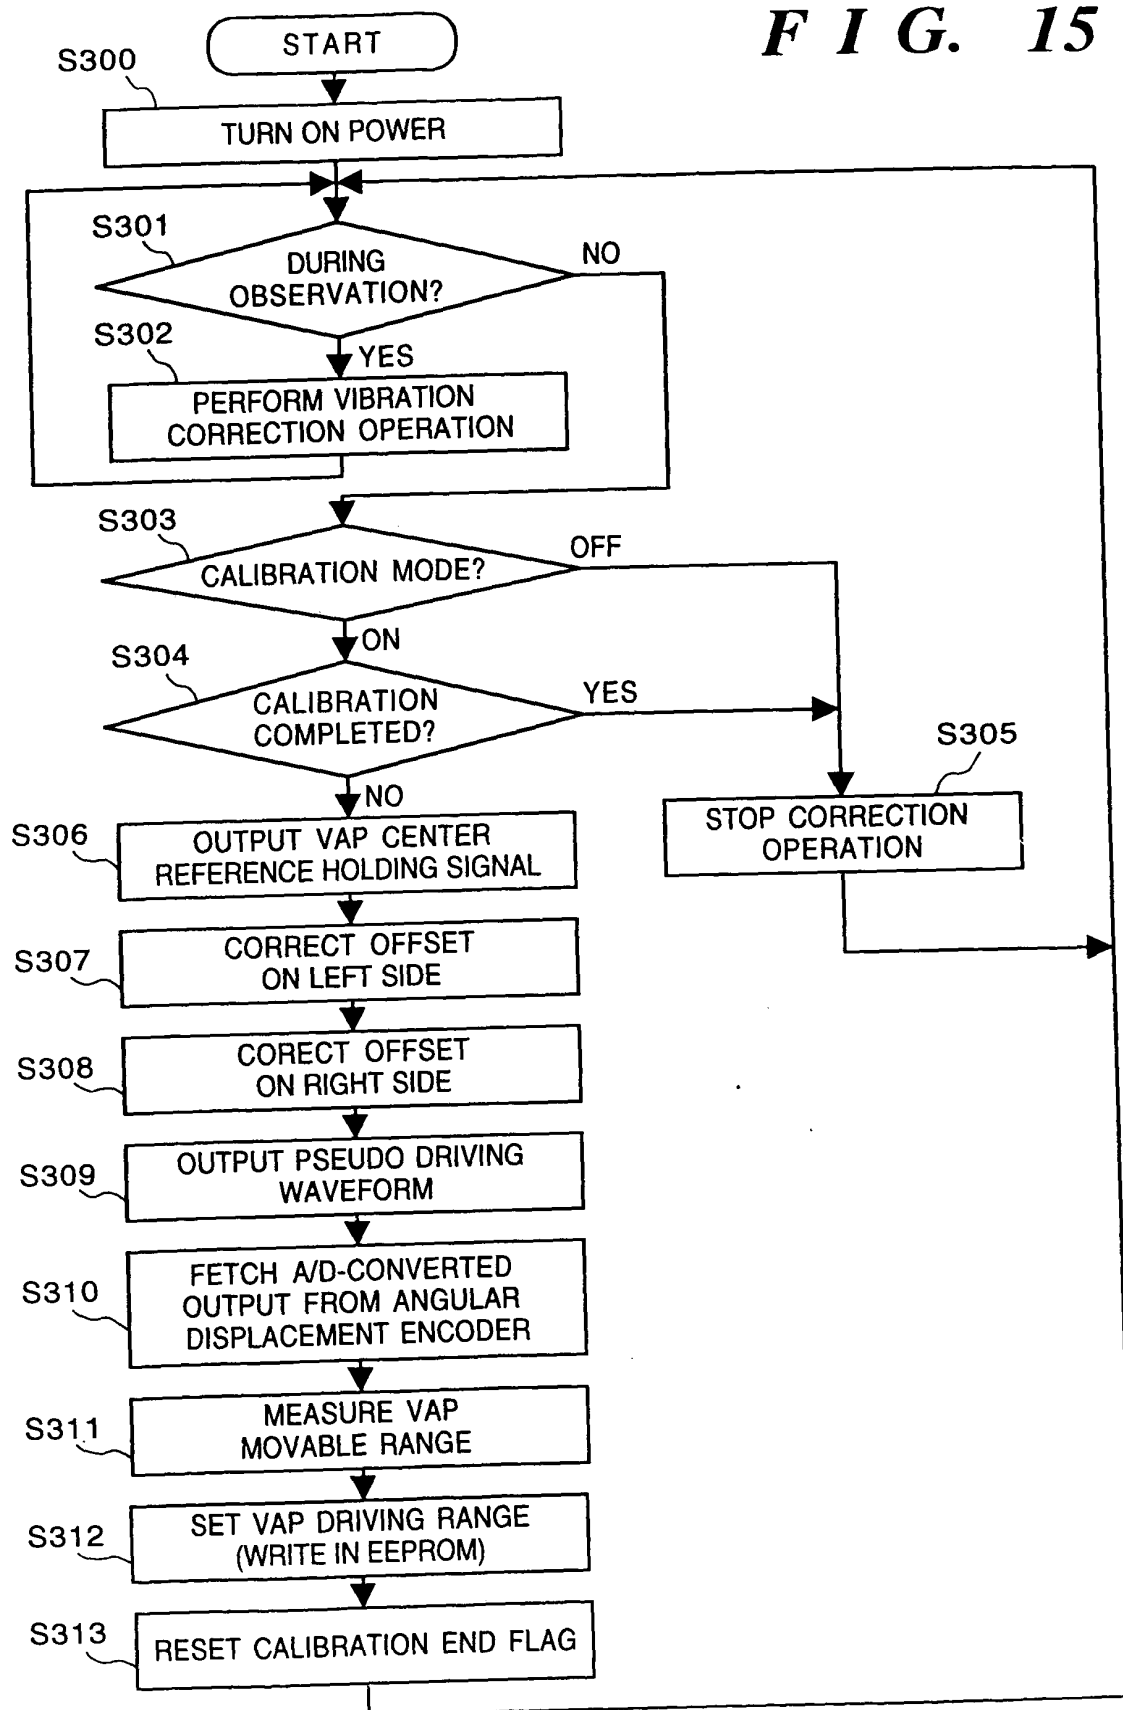 FIG. 15
START
S300
TURN ON POWER
S301
DURING
OBSERVATION?
NO
S302
YES
PERFORM VIBRATION
CORRECTION OPERATION
S303
CALIBRATION MODE?
OFF
ON
S304
CALIBRATION
COMPLETED?
YES
NO
S305
STOP CORRECTION
OPERATION
S306
OUTPUT VAP CENTER
REFERENCE HOLDING SIGNAL
S307
CORRECT OFFSET
ON LEFT SIDE
S308
CORECT OFFSET
ON RIGHT SIDE
S309
OUTPUT PSEUDO DRIVING
WAVEFORM
S310
FETCH A/D-CONVERTED
OUTPUT FROM ANGULAR
DISPLACEMENT ENCODER
S311
MEASURE VAP
MOVABLE RANGE
S312
SET VAP DRIVING RANGE
(WRITE IN EEPROM)
S313
RESET CALIBRATION END FLAG